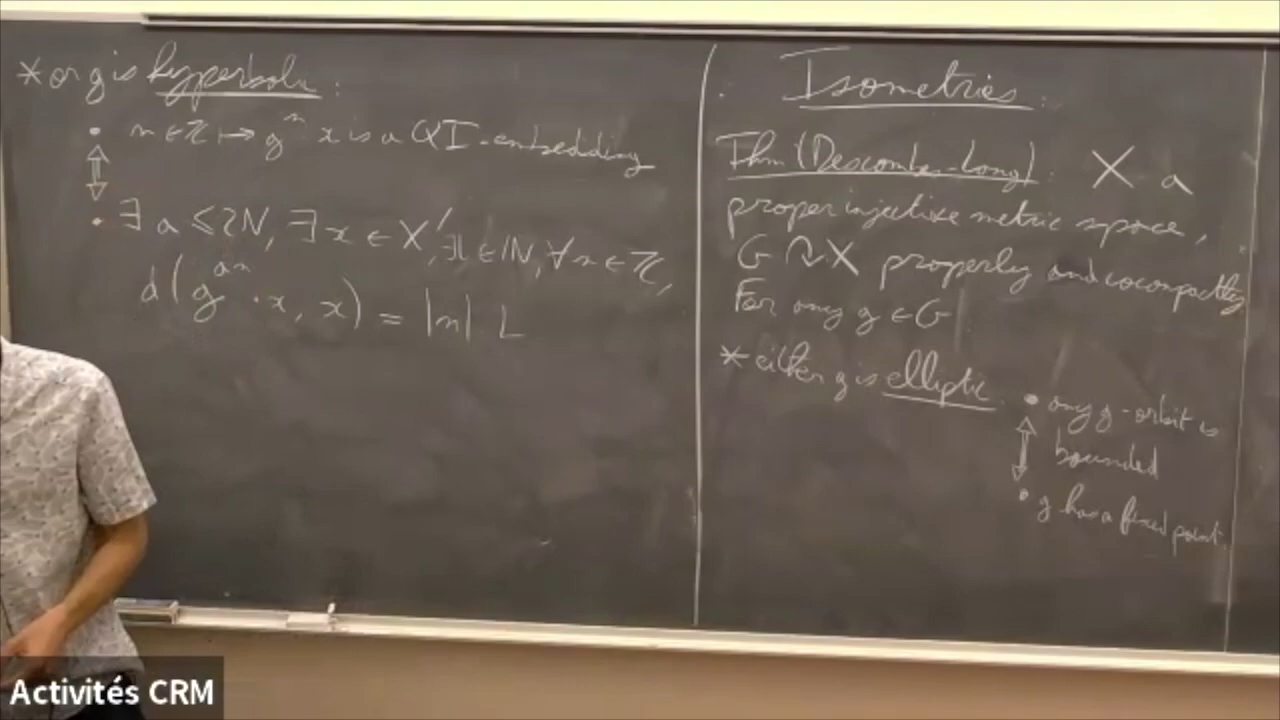 * or g is hyperbolic :
• n ∈ ℤ ↦ gⁿ x is a QI-embedding
⇕
• ∃ a ≤ 2N, ∃ x ∈ X', ∃ L ∈ ℕ, ∀ n ∈ ℤ,
d(g^{an} · x, x) = |n| L
Isometries
Thm (Descombes-Lang) : X a
proper injective metric space,
G ↷ X properly and cocompactly
For any g ∈ G
* either g is elliptic
• any g-orbit is
bounded
⇕
• g has a fixed point
Activités CRM